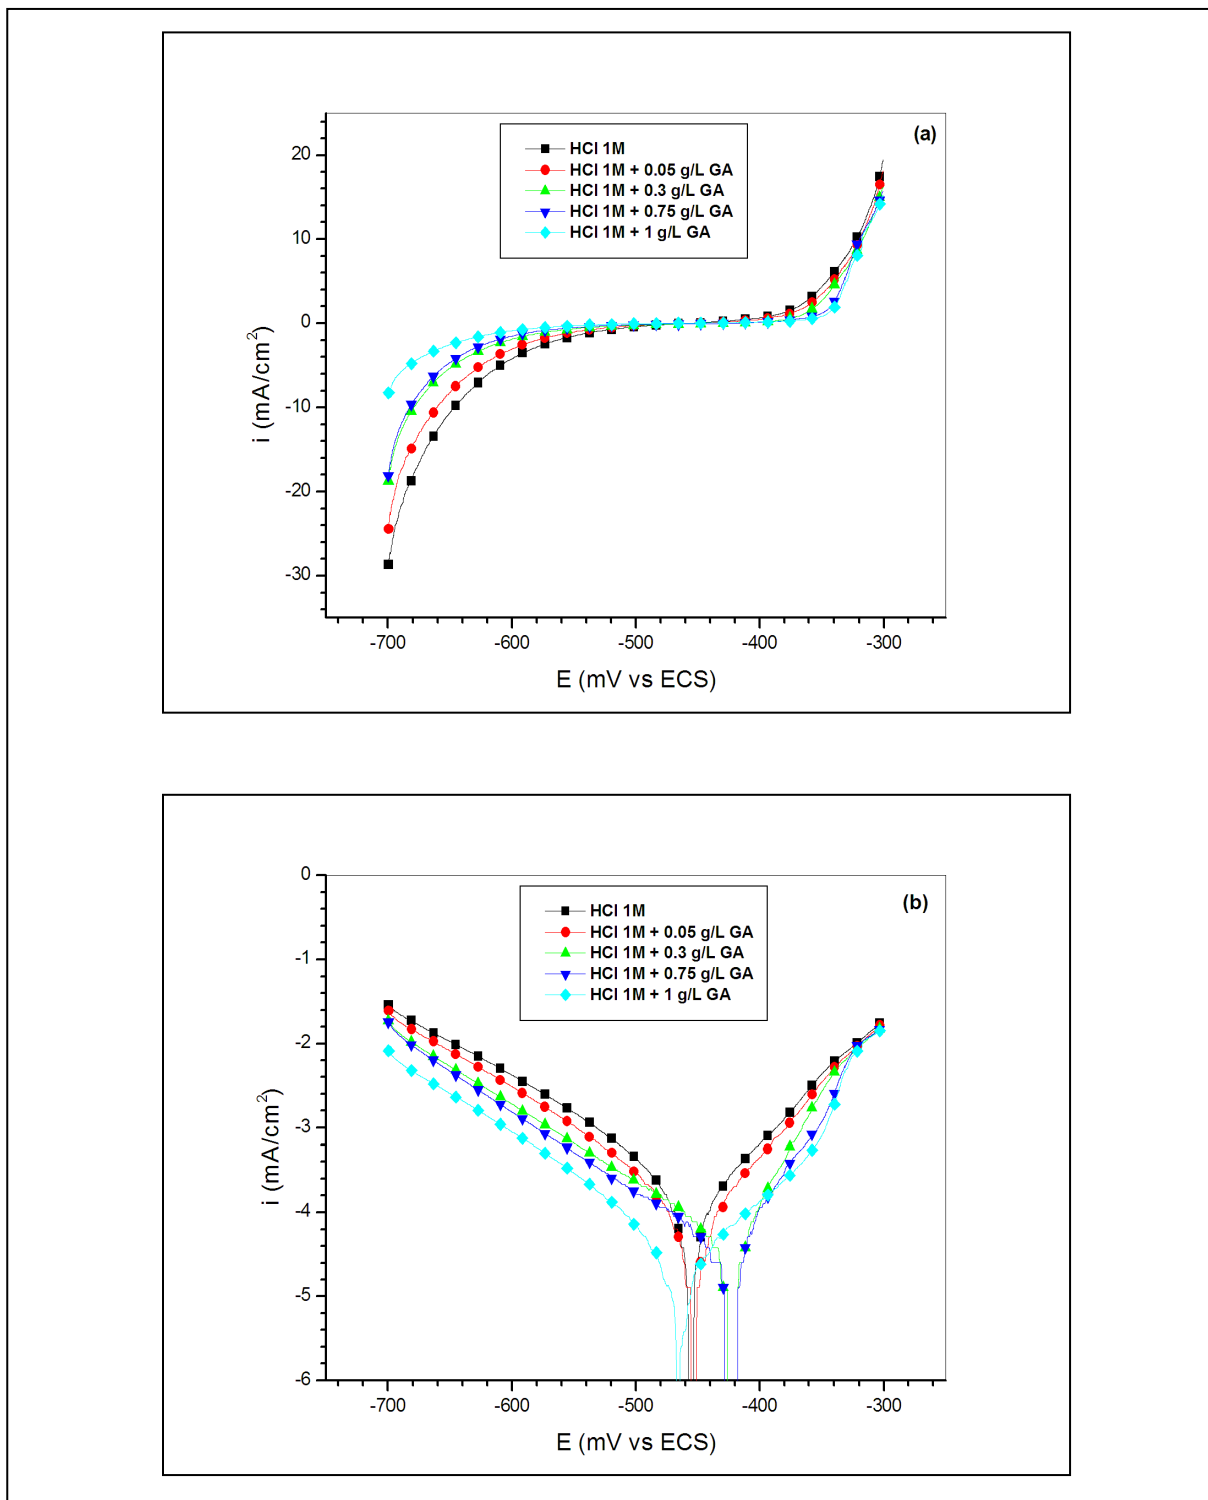 (a)
HCl 1M
HCl 1M + 0.05 g/L GA
HCl 1M + 0.3 g/L GA
HCl 1M + 0.75 g/L GA
HCl 1M + 1 g/L GA
20
10
0
-10
-20
-30
i (mA/cm²)
-700 -600 -500 -400 -300
E (mV vs ECS)
(b)
HCl 1M
HCl 1M + 0.05 g/L GA
HCl 1M + 0.3 g/L GA
HCl 1M + 0.75 g/L GA
HCl 1M + 1 g/L GA
0
-1
-2
-3
-4
-5
-6
i (mA/cm²)
-700 -600 -500 -400 -300
E (mV vs ECS)